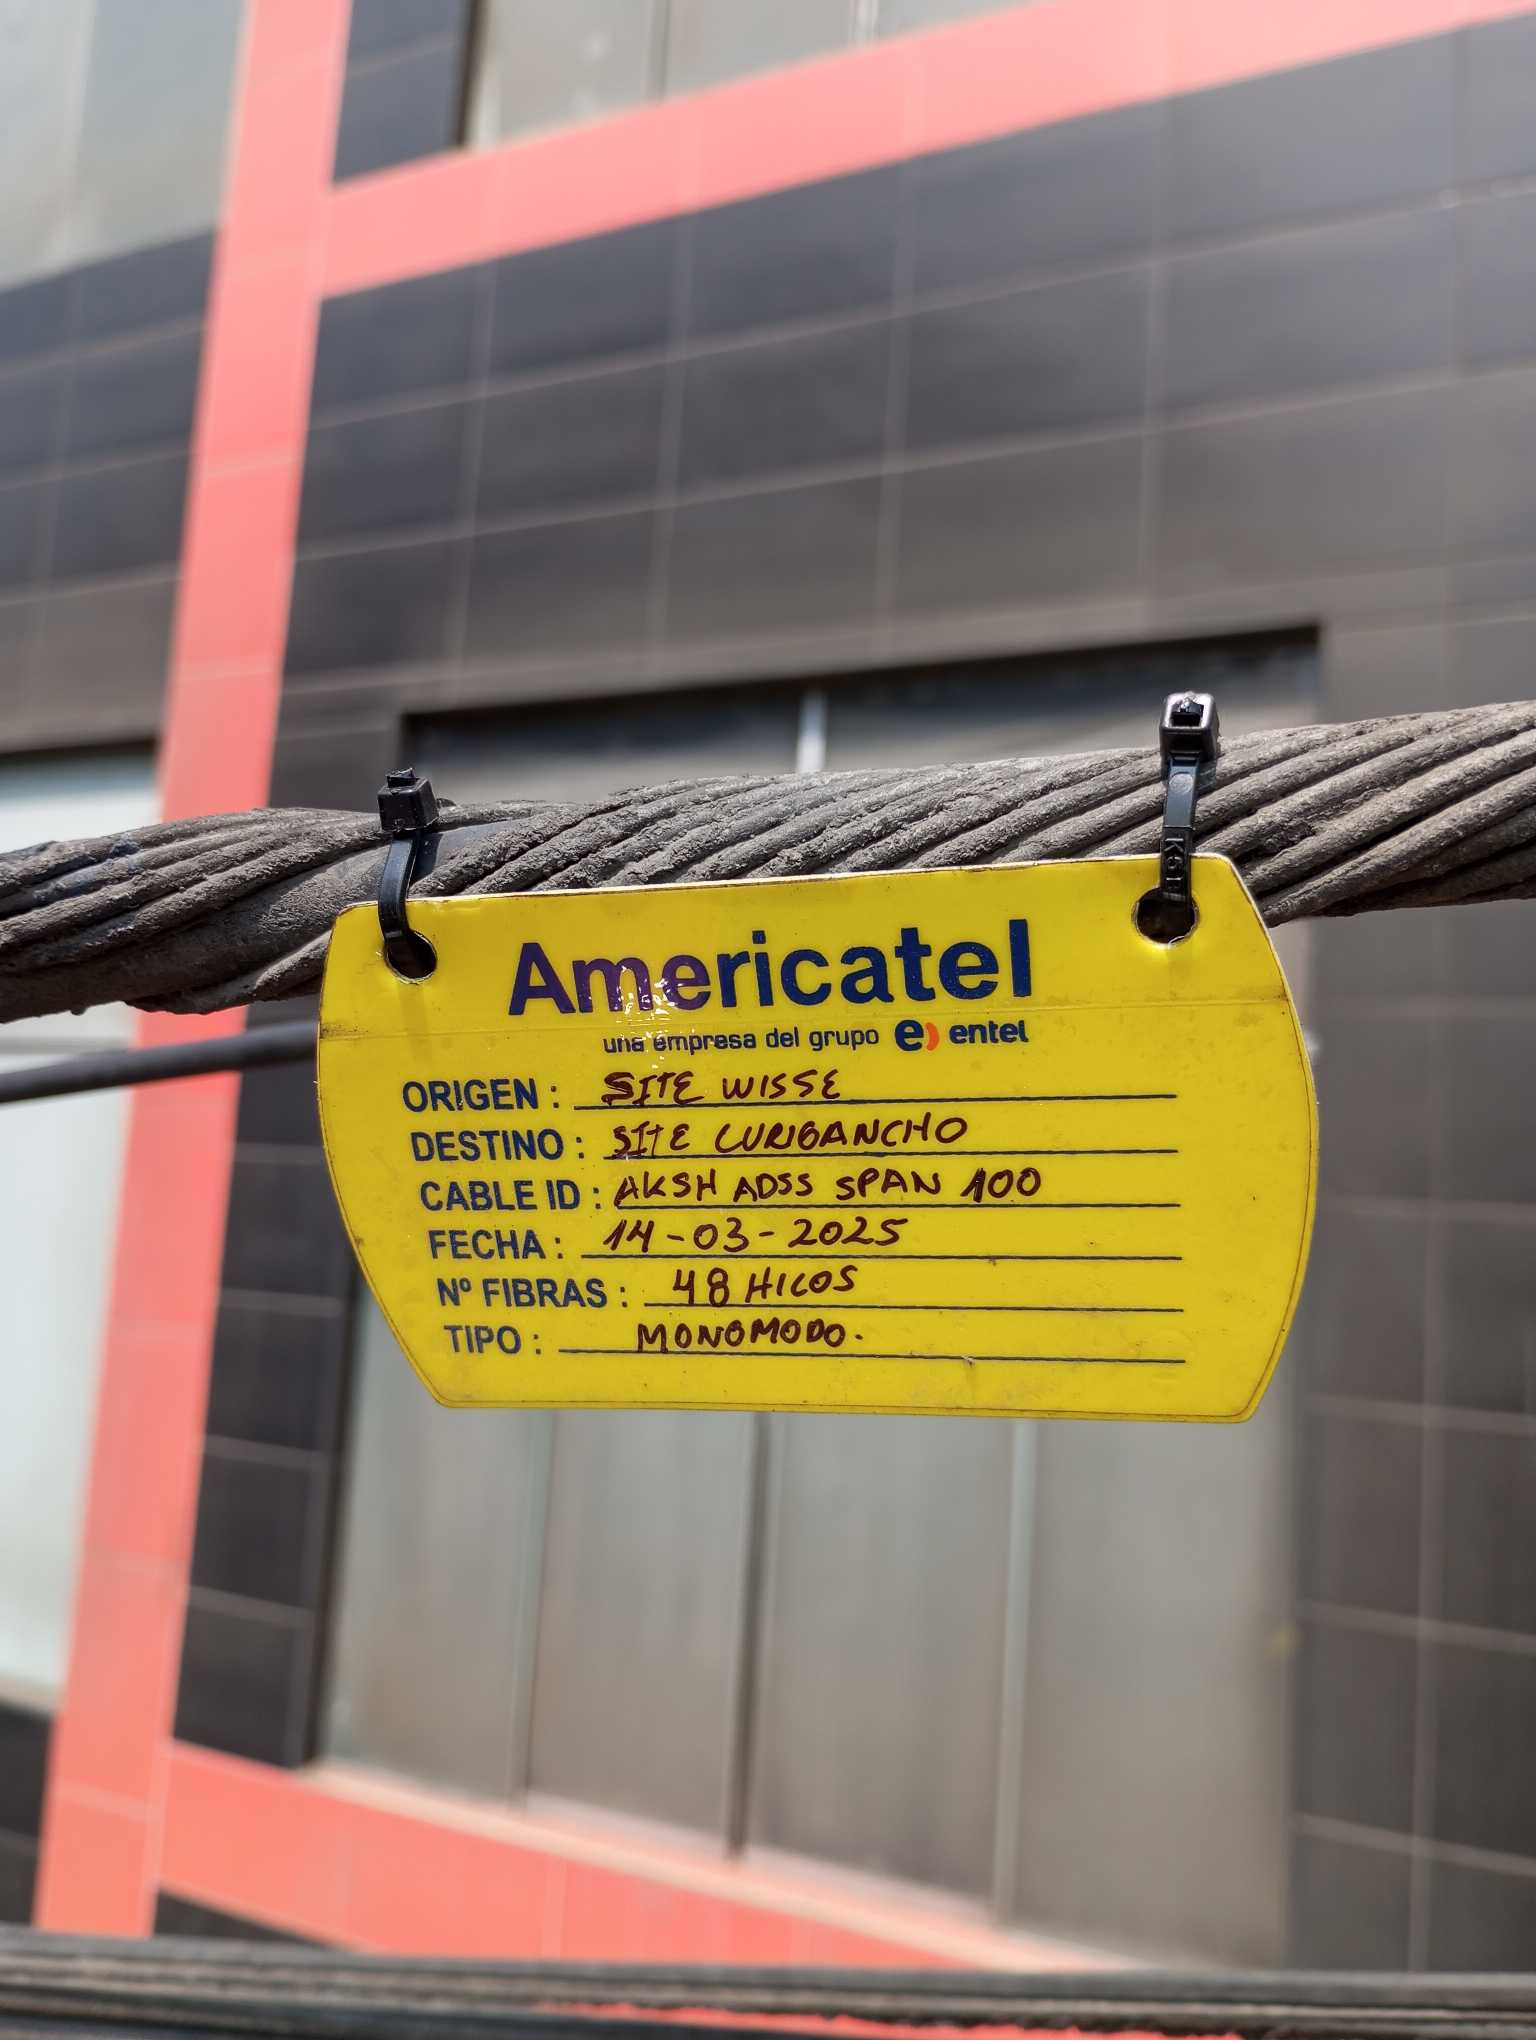 Americatel
una empresa del grupo e) entel
ORIGEN : SITE WISSE
DESTINO : SITE LURIGANCHO
CABLE ID : AKSH ADSS SPAN 100
FECHA : 14-03-2025
Nº FIBRAS : 48 HILOS
TIPO : MONOMODO.